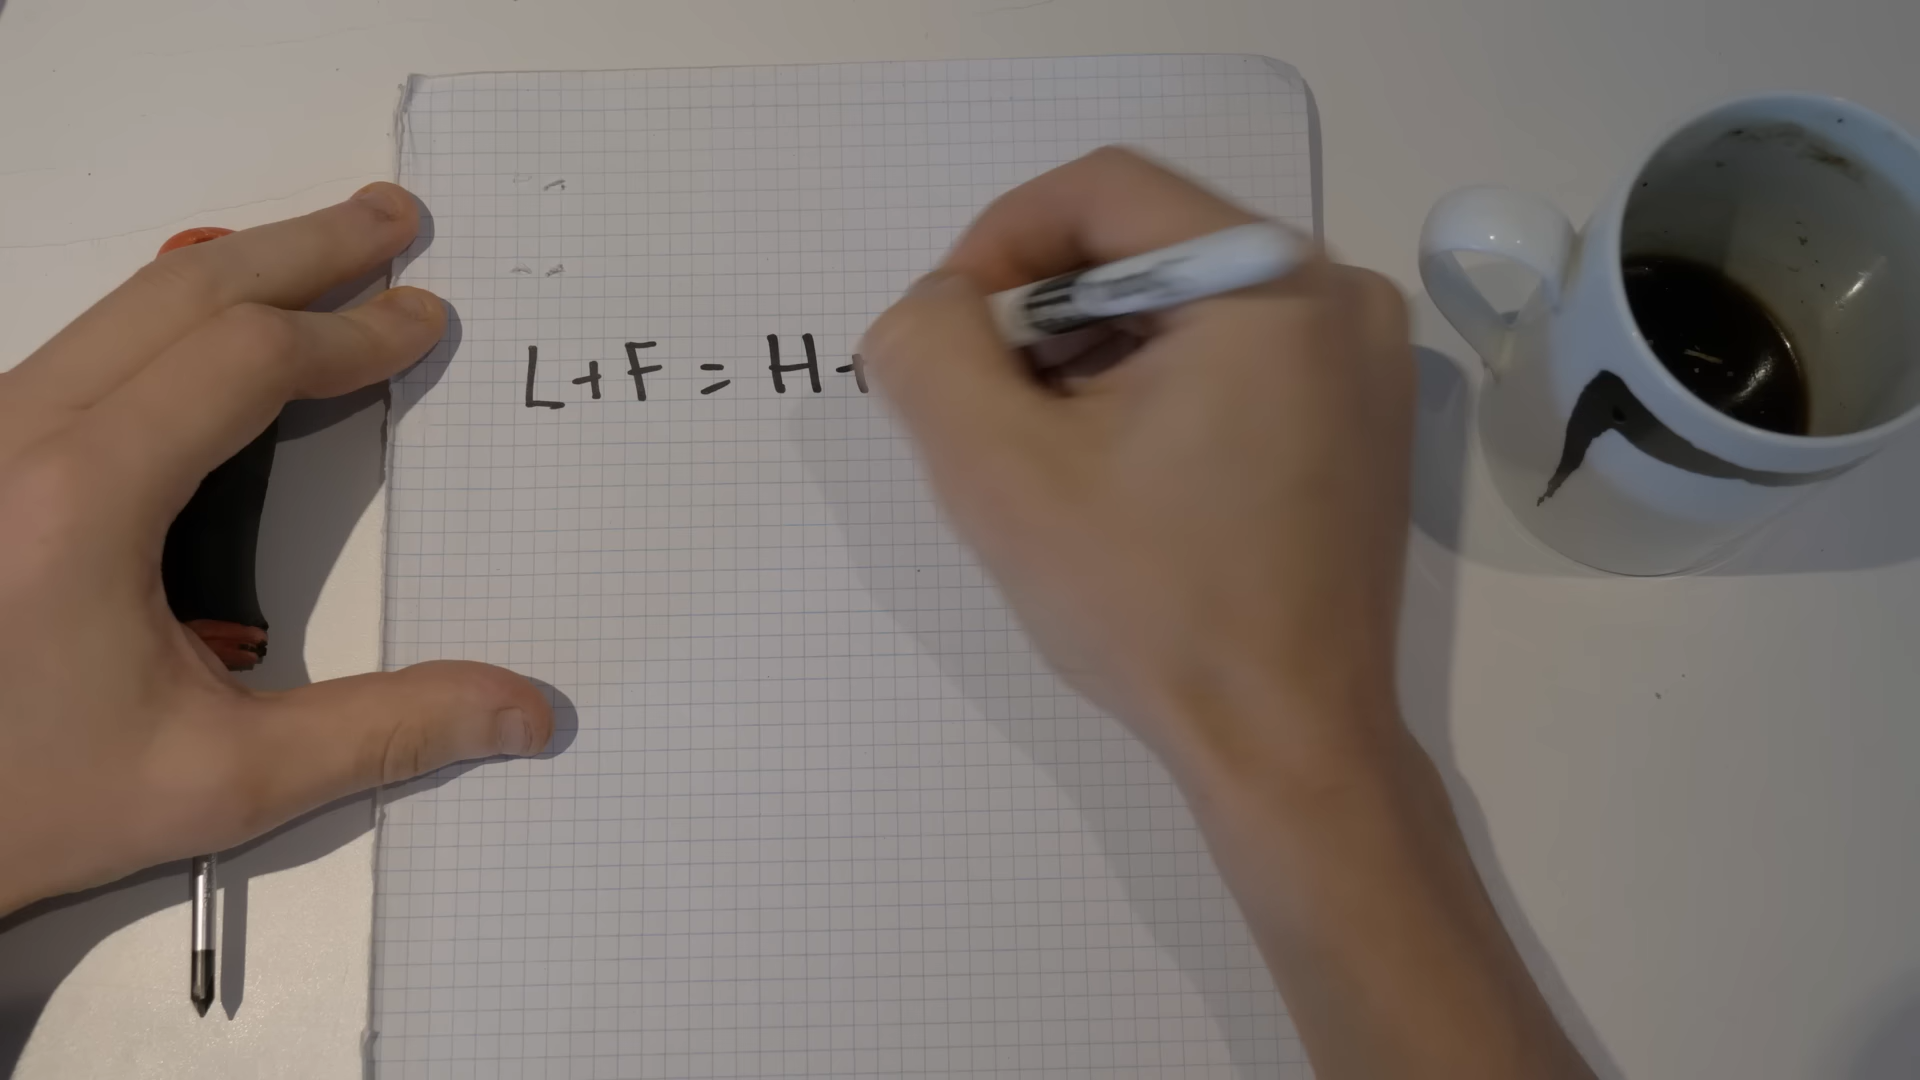 L + F = H +